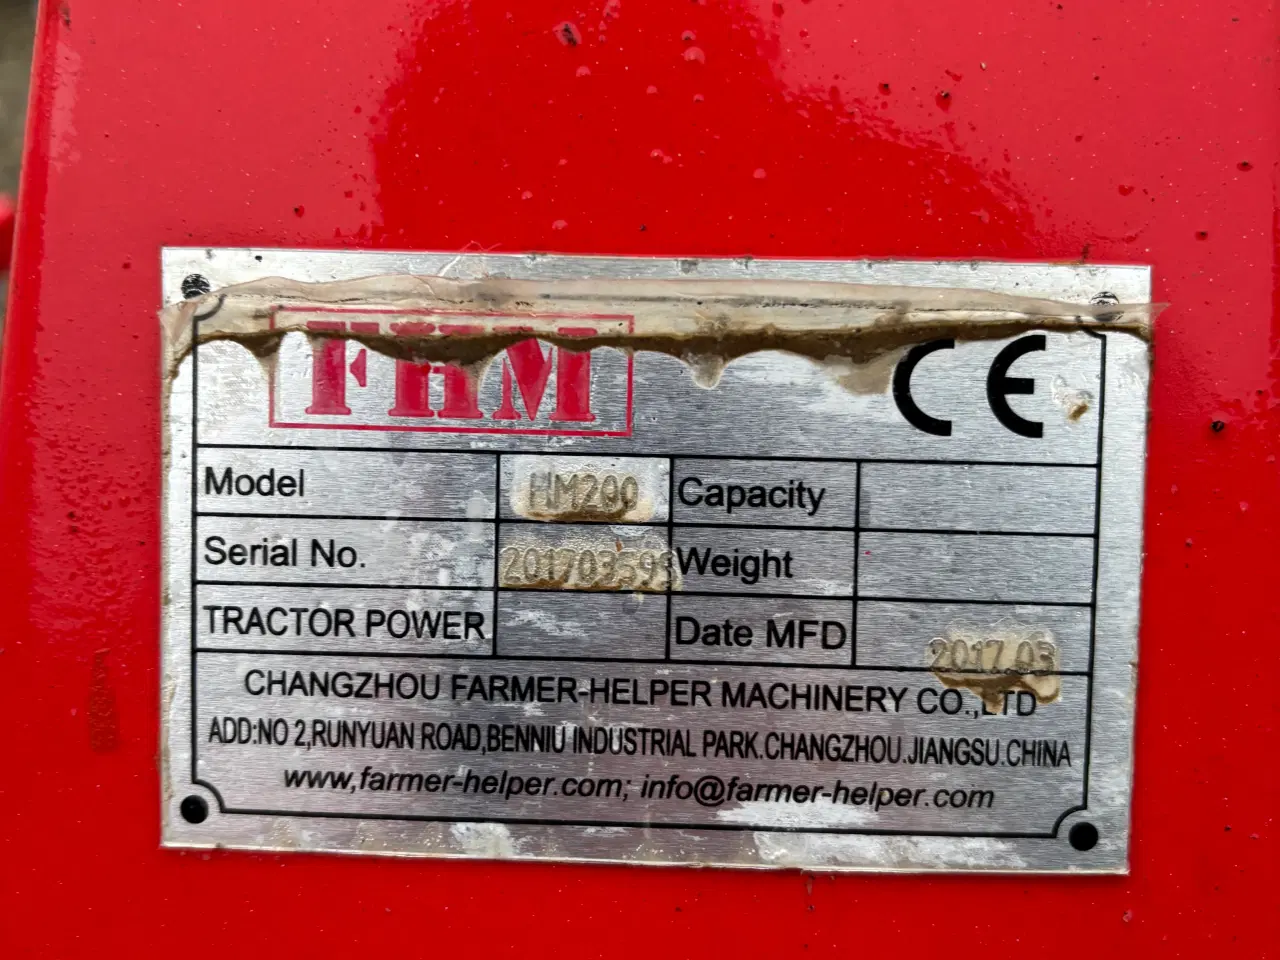 FHM CE
Model HM200 Capacity
Serial No. 201703593 Weight
TRACTOR POWER Date MFD 2017.03
CHANGZHOU FARMER-HELPER MACHINERY CO.,LTD
ADD:NO 2,RUNYUAN ROAD,BENNIU INDUSTRIAL PARK.CHANGZHOU.JIANGSU.CHINA
www,farmer-helper.com; info@farmer-helper.com